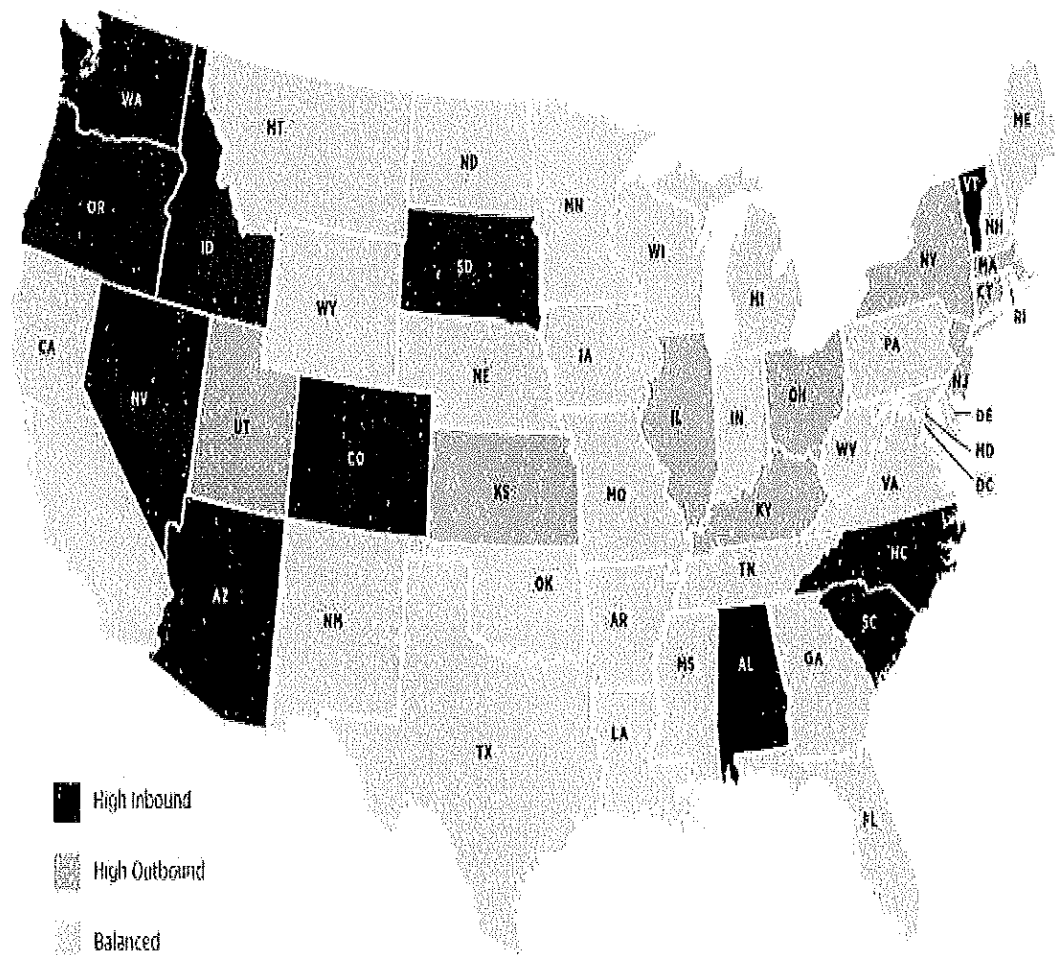 WA
MT
ME
ND
VT
OR
MN
NH
ID
SD
WI
NY
MA
WY
MI
CT
RI
CA
IA
PA
NE
NV
OH
NJ
UT
IL
IN
DE
CO
WV
MD
KS
MO
VA
DC
KY
NC
AZ
OK
TN
NM
AR
SC
MS
AL
GA
LA
TX
High Inbound
FL
High Outbound
Balanced